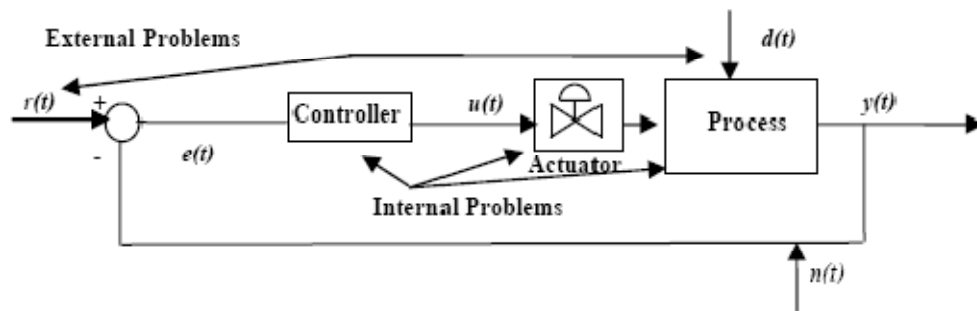 External Problems
d(t)
r(t)
+
Controller
u(t)
Process
y(t)
+
-
e(t)
Actuator
Internal Problems
n(t)